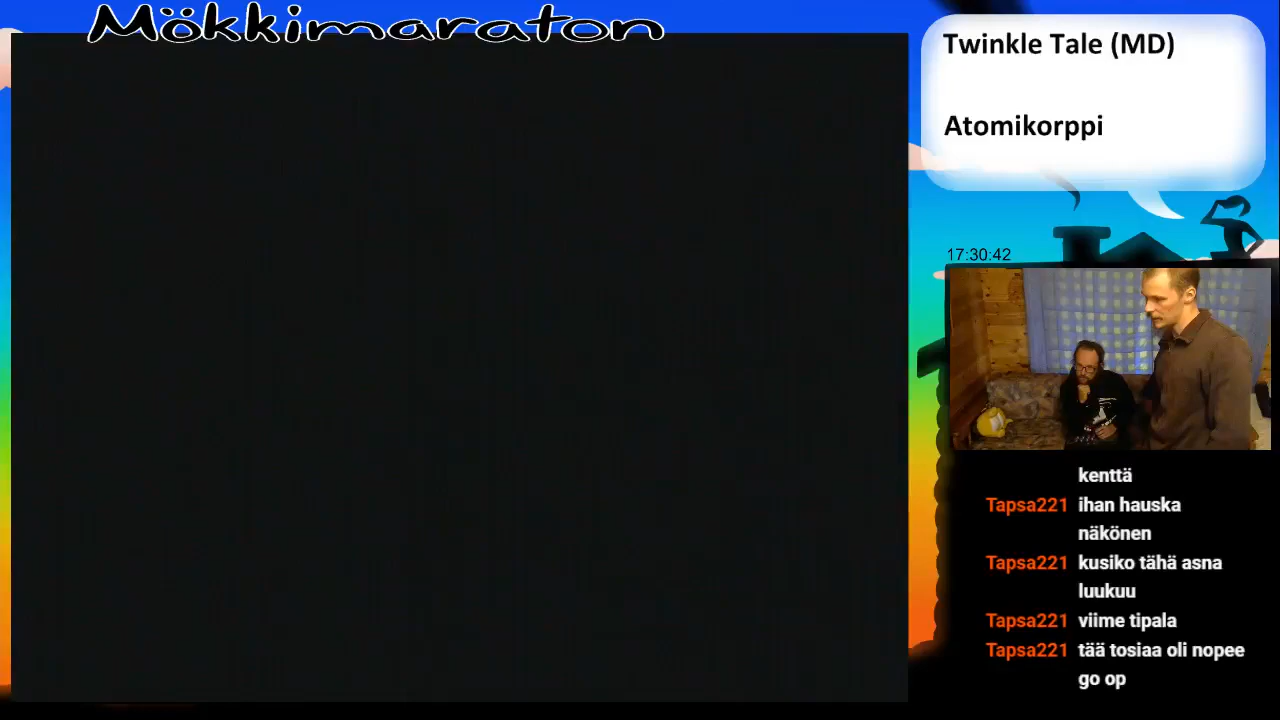 Mökkimaraton
Twinkle Tale (MD)
Atomikorppi
17:30:42
kenttä
Tapsa221 ihan hauska
näkönen
Tapsa221 kusiko tähä asna
luukuu
Tapsa221 viime tipala
Tapsa221 tää tosiaa oli nopee
go op